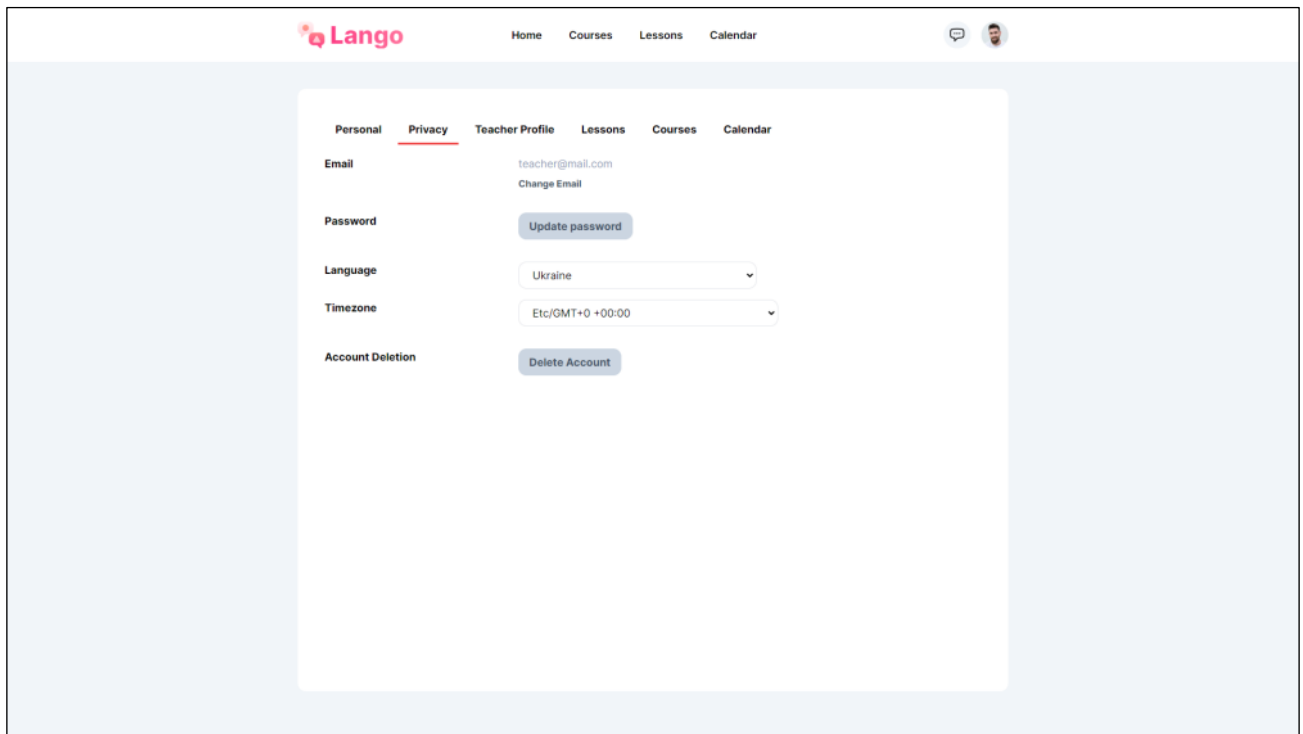 Lango Home Courses Lessons Calendar
Personal Privacy Teacher Profile Lessons Courses Calendar
Email teacher@mail.com
Change Email
Password Update password
Language Ukraine
Timezone Etc/GMT+0 +00:00
Account Deletion Delete Account